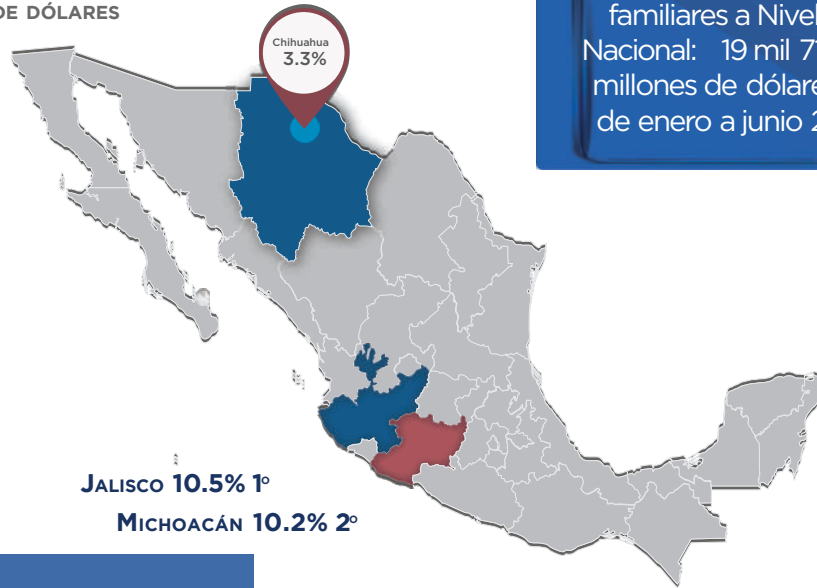 DE DÓLARES
familiares a Nivel
Nacional: 19 mil
millones de dólare
de enero a junio
Chihuahua
3.3%
JALISCO 10.5% 1º
MICHOACÁN 10.2% 2º